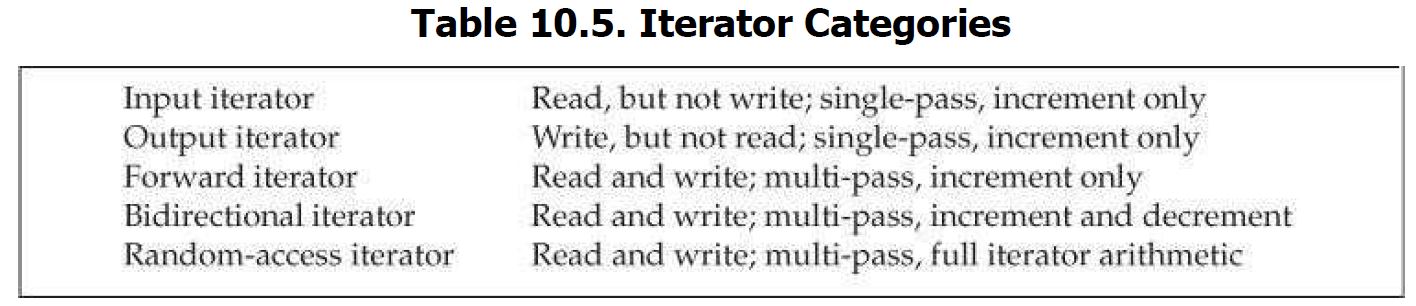 Table 10.5. Iterator Categories
Input iterator Read, but not write; single-pass, increment only
Output iterator Write, but not read; single-pass, increment only
Forward iterator Read and write; multi-pass, increment only
Bidirectional iterator Read and write; multi-pass, increment and decrement
Random-access iterator Read and write; multi-pass, full iterator arithmetic